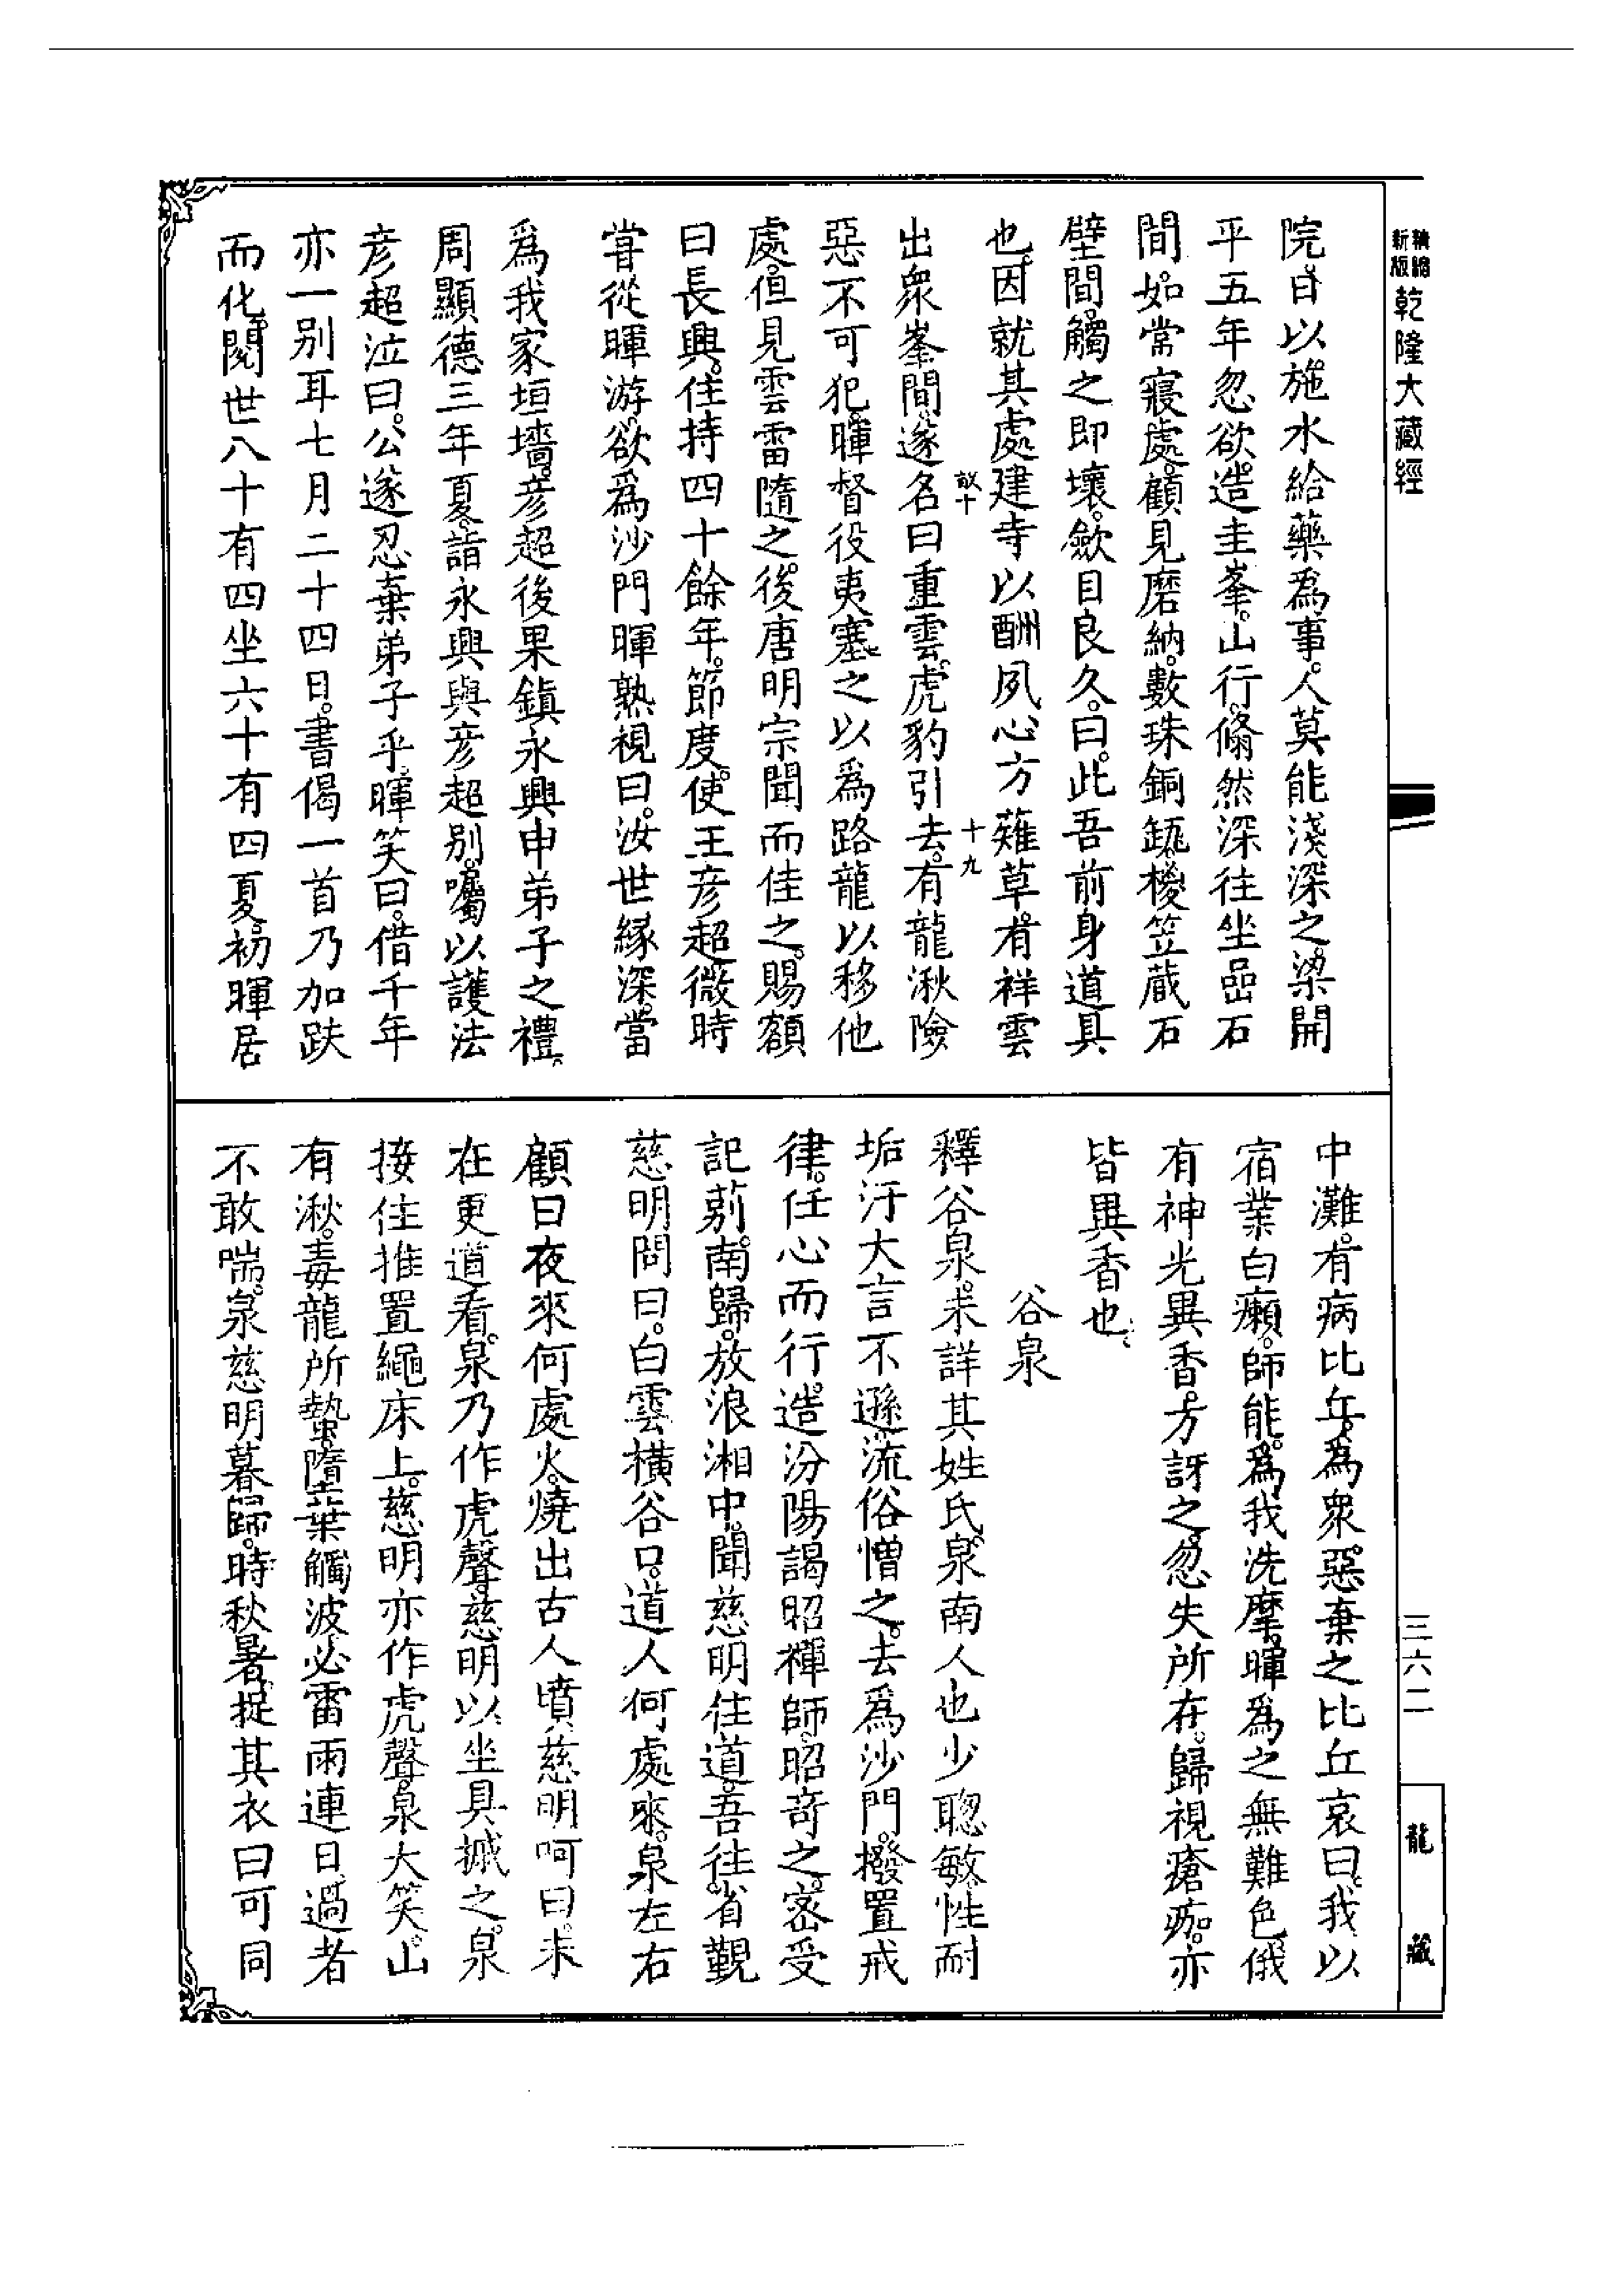 精縮新版乾隆大藏經
院。日以施水給藥爲事。人莫能淺深之。梁開
平五年忽欲造圭峯。山行。翛然深往坐嵒石
間。如常寢處。顧見磨納。數珠銅缾。椶笠藏石
壁間。觸之即壞。歛目良久。曰。此吾前身道具
也。因就其處建寺以酬夙心方薙草。有祥雲
出衆峯間。遂名曰重雲。虎豹引去。有龍湫險
惡不可犯。暉督役夷塞之以爲路龍以移他
處。但見雲雷隨之。後唐明宗聞而佳之。賜額
曰長興。住持四十餘年。節度。使王彥超微時
甞從暉游。欲爲沙門暉熟視曰。汝世緣深。當
爲我家垣墻。彥超後果鎮永興申弟子之禮。
周顯德三年夏。詣永興與彥超別。囑以護法
彥超泣曰。公遂忍棄弟子乎。暉笑曰。借千年
亦一別耳七月二十四日。書偈一首乃加趺
而化。閱世八十有四坐六十有四夏。初暉居
中灘。有病比丘。爲衆。惡棄之比丘哀曰。我以
宿業白癩。師能。爲我洗摩。暉爲之無難色俄
有神光異香。方訝之。忽失所在。歸視瘡痂。亦
皆異香也。
谷泉
釋谷泉。未詳其姓氏。泉南人也少聰敏性耐
垢汙大言不遜。流俗憎之。去爲沙門。撥置戒
律。任心而行。造汾陽謁昭禪師。昭奇之。密受
記莂。南歸。放浪湘中。聞慈明住道。吾往。省覲
慈明問曰。白雲橫谷口。道人何處來。泉左右
顧曰夜來何處火。燒出古人墳慈明呵曰。未
在更道看。泉乃作虎聲。慈明以坐具摵之。泉
接住推置繩床上。慈明亦作虎聲。泉大笑。山
有湫。毒龍所蟄。墮葉觸波必雷雨連日。過者
不敢喘。泉慈明暮歸。時秋暑。捉其衣曰可同
三六二
龍藏